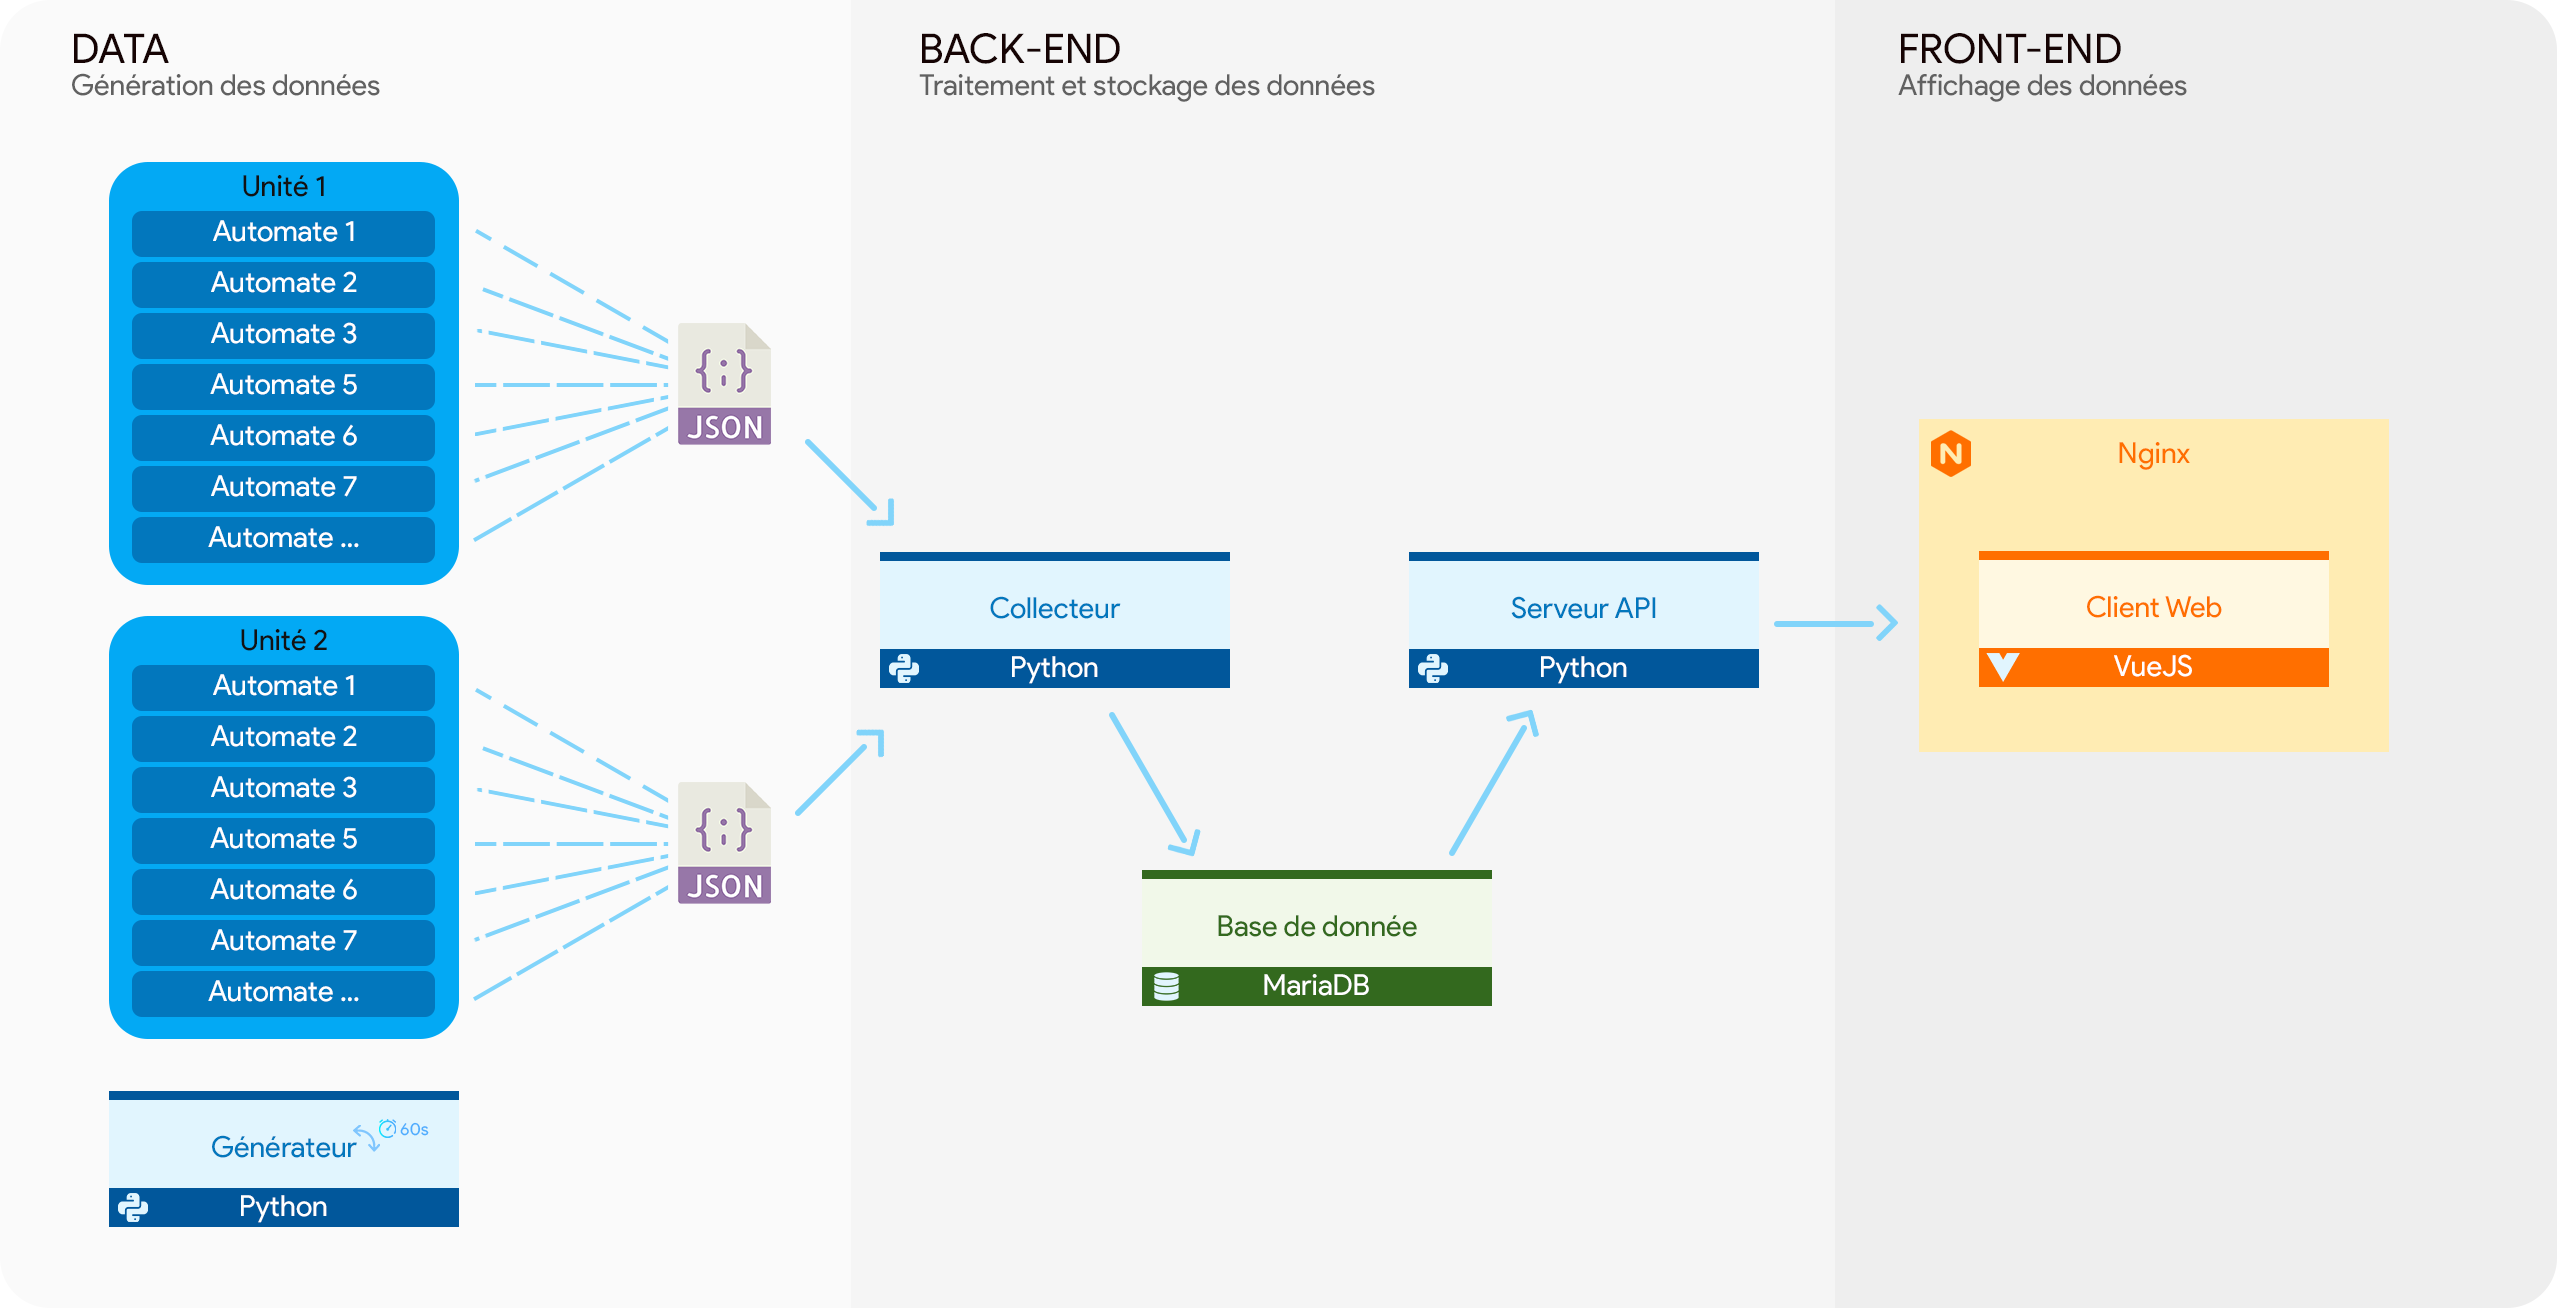 DATA
Génération des données
Unité 1
Automate 1
Automate 2
Automate 3
Automate 5
Automate 6
Automate 7
Automate ...
{;}
JSON
Unité 2
Automate 1
Automate 2
Automate 3
Automate 5
Automate 6
Automate 7
Automate ...
{;}
JSON
Générateur
60s
Python
BACK-END
Traitement et stockage des données
Collecteur
Python
Serveur API
Python
Base de donnée
MariaDB
FRONT-END
Affichage des données
N
Nginx
Client Web
VueJS